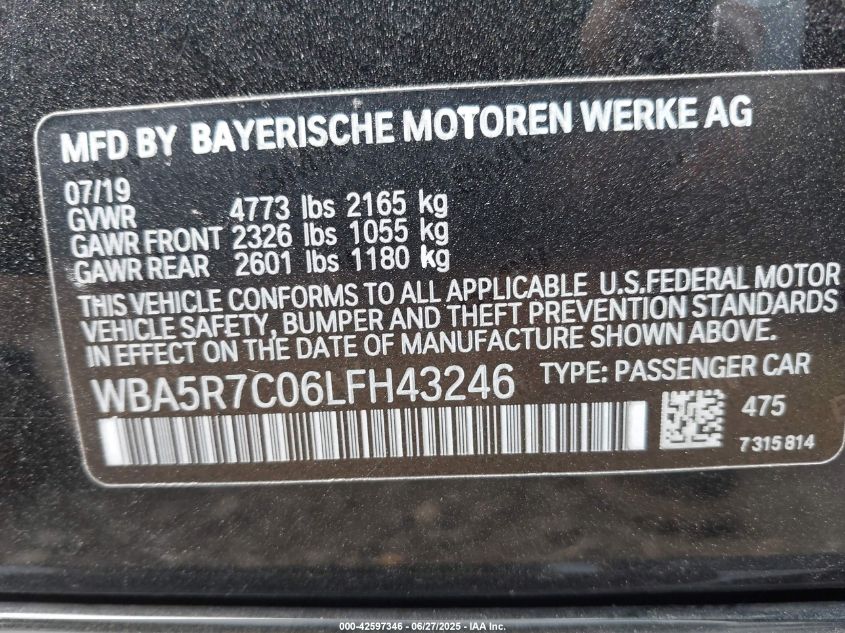 MFD BY BAYERISCHE MOTOREN WERKE AG
07/19
GVWR 4773 lbs 2165 kg
GAWR FRONT 2326 lbs 1055 kg
GAWR REAR 2601 lbs 1180 kg
THIS VEHICLE CONFORMS TO ALL APPLICABLE U.S.FEDERAL MOTOR
VEHICLE SAFETY, BUMPER AND THEFT PREVENTION STANDARDS
IN EFFECT ON THE DATE OF MANUFACTURE SHOWN ABOVE.
WBA5R7C06LFH43246 TYPE: PASSENGER CAR
475
7315814
000-42597346 - 06/27/2025 - IAA Inc.